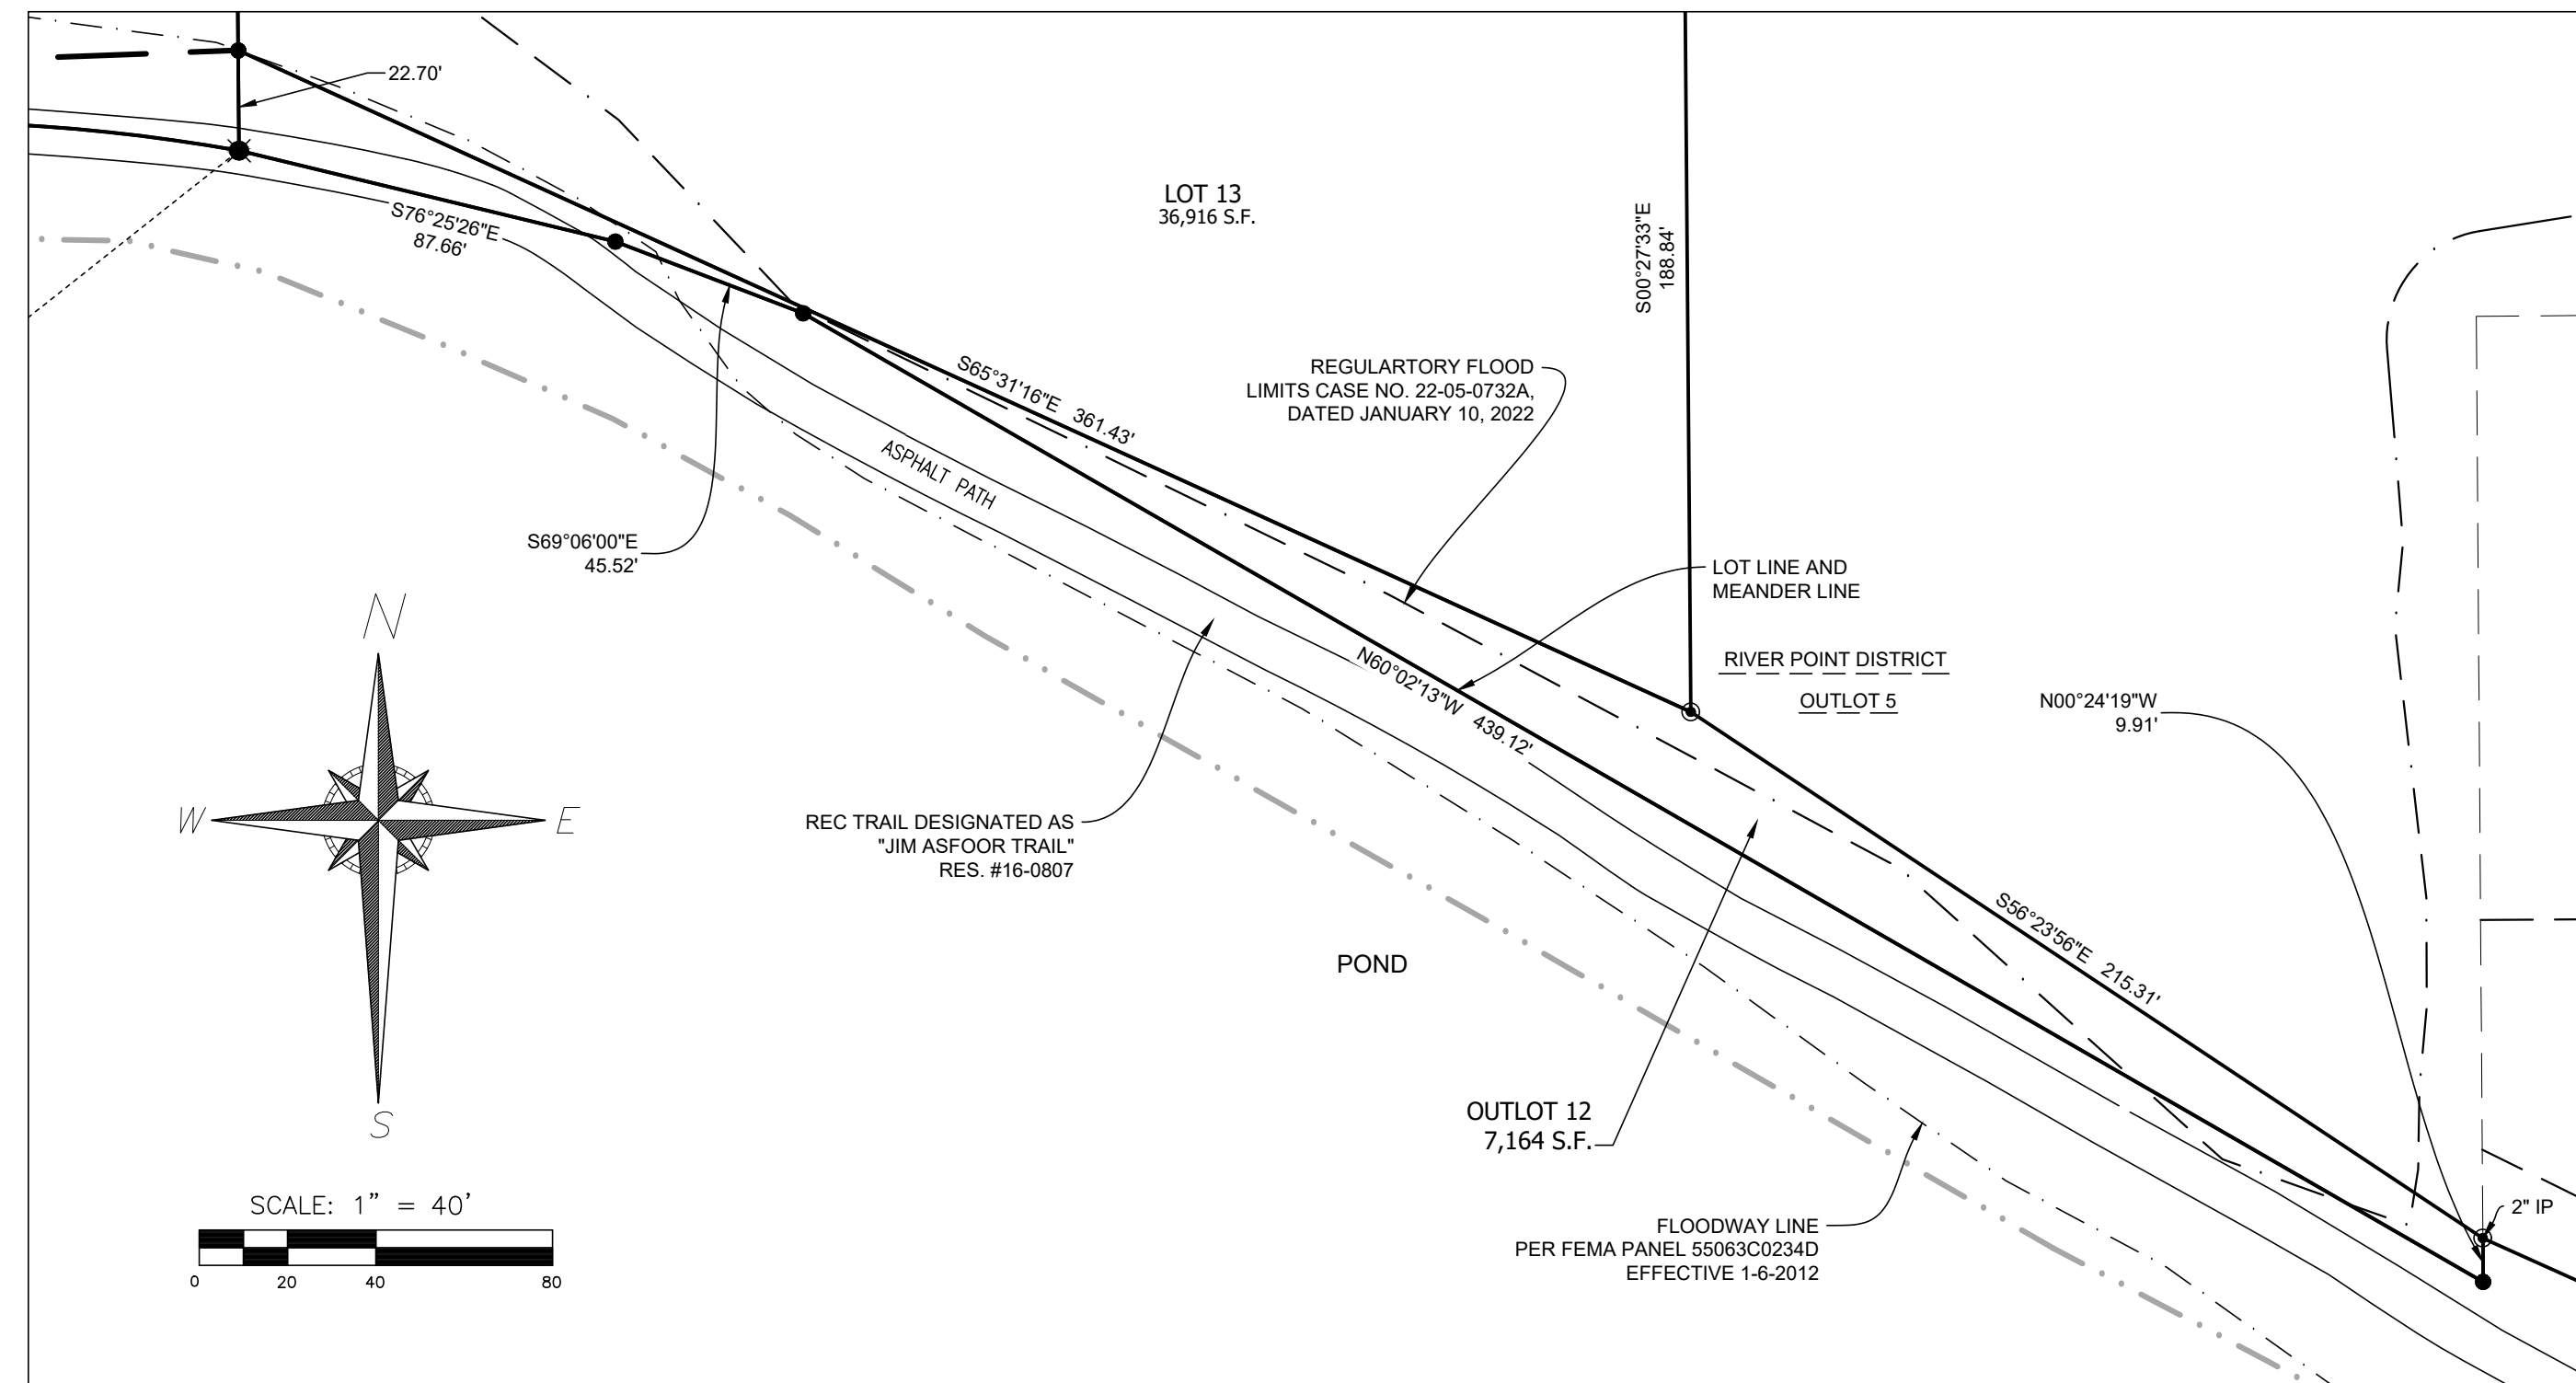 22.70'
LOT 13
36,916 S.F.
S76°25'26"E
87.66'
S00°27'33"E
188.84'
S65°31'16"E 361.43'
REGULARTORY FLOOD
LIMITS CASE NO. 22-05-0732A,
DATED JANUARY 10, 2022
ASPHALT PATH
S69°06'00"E
45.52'
LOT LINE AND
MEANDER LINE
N60°02'13"W 439.12'
RIVER POINT DISTRICT
OUTLOT 5
N00°24'19"W
9.91'
N
W
E
S
REC TRAIL DESIGNATED AS
"JIM ASFOOR TRAIL"
RES. #16-0807
S56°23'56"E 215.31'
POND
OUTLOT 12
7,164 S.F.
SCALE: 1" = 40'
0 20 40 80
FLOODWAY LINE
PER FEMA PANEL 55063C0234D
EFFECTIVE 1-6-2012
2" IP